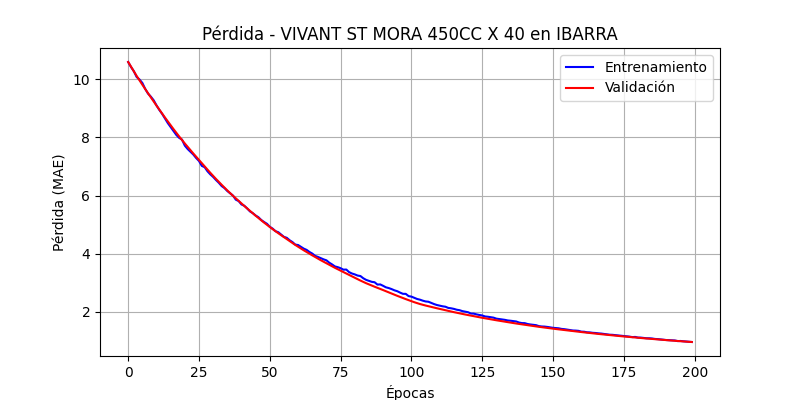 Pérdida - VIVANT ST MORA 450CC X 40 en IBARRA
Entrenamiento
Validación
Pérdida (MAE)
10
8
6
4
2
0 25 50 75 100 125 150 175 200
Épocas